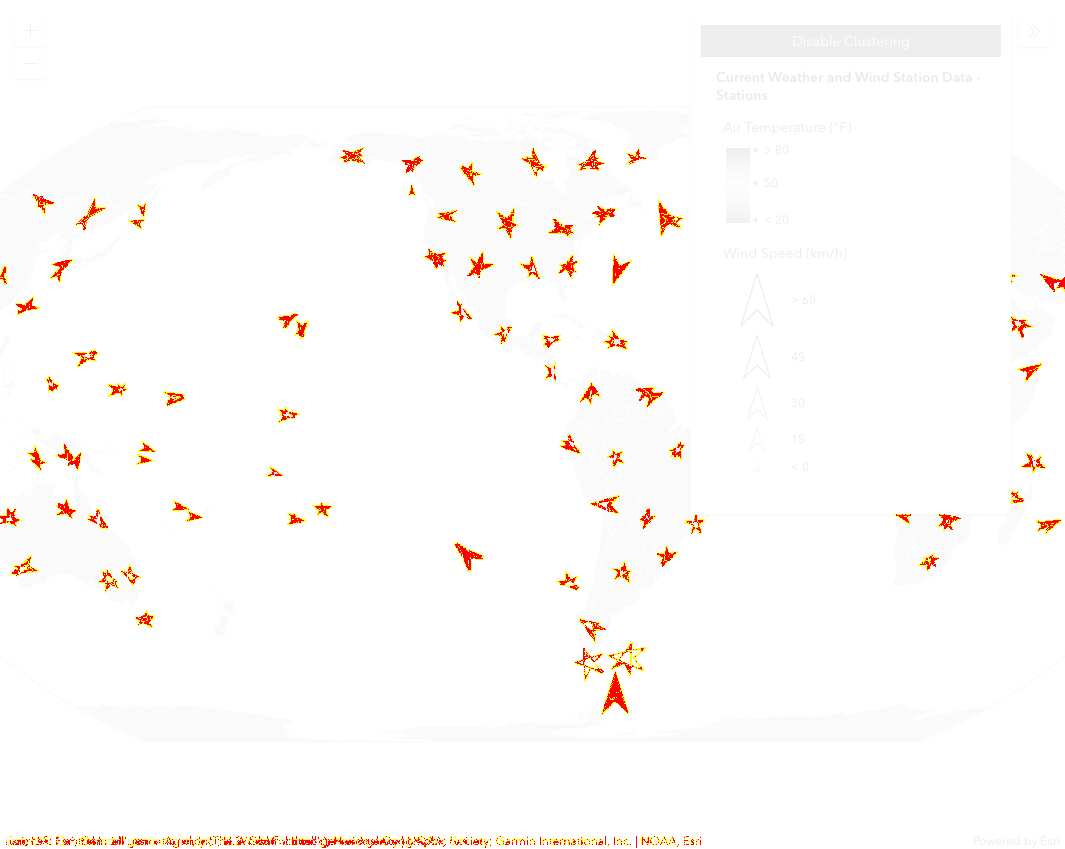 Disable Clustering
Current Weather and Wind Station Data -
Stations
Air Temperature (°F)
> 80
50
< 20
Wind Speed (km/h)
> 60
45
30
15
< 0
Garmin International, Inc. | NOAA, Esri
Powered by Esri